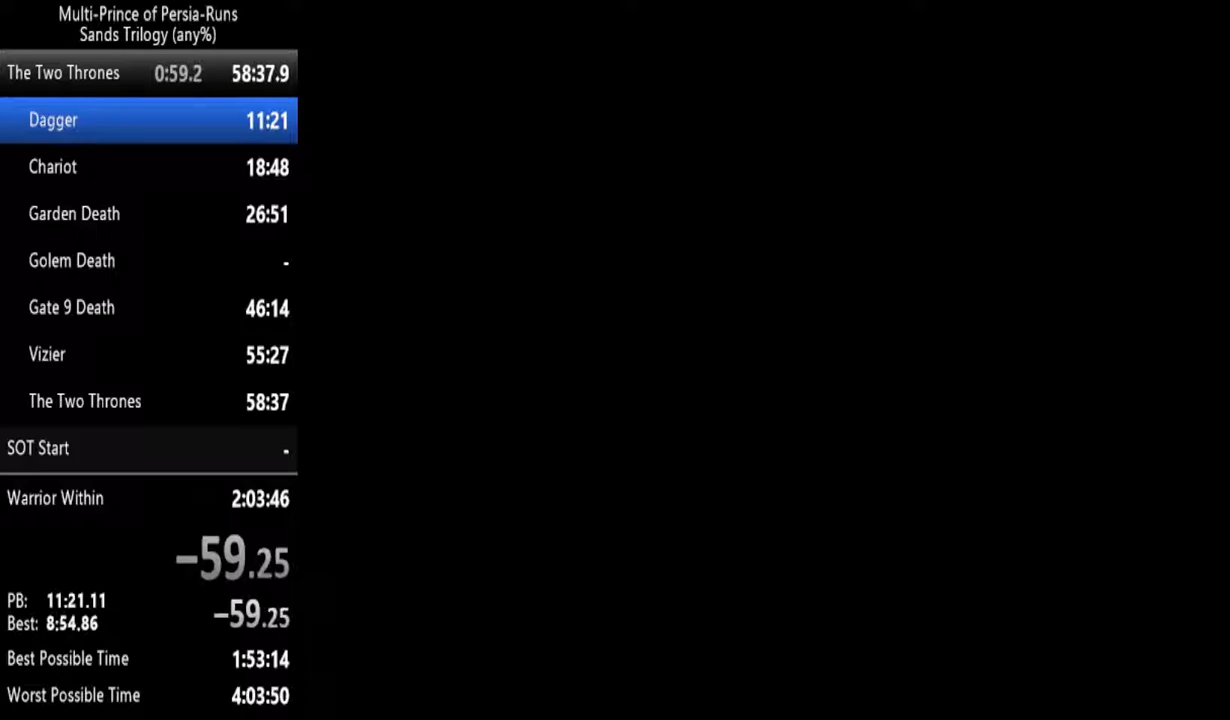 Multi-Prince of Persia-Runs
Sands Trilogy (any%)
The Two Thrones 0:59.2 58:37.9
Dagger 11:21
Chariot 18:48
Garden Death 26:51
Golem Death -
Gate 9 Death 46:14
Vizier 55:27
The Two Thrones 58:37
SOT Start -
Warrior Within 2:03:46
−59.25
PB: 11:21.11
Best: 8:54.86
−59.25
Best Possible Time 1:53:14
Worst Possible Time 4:03:50